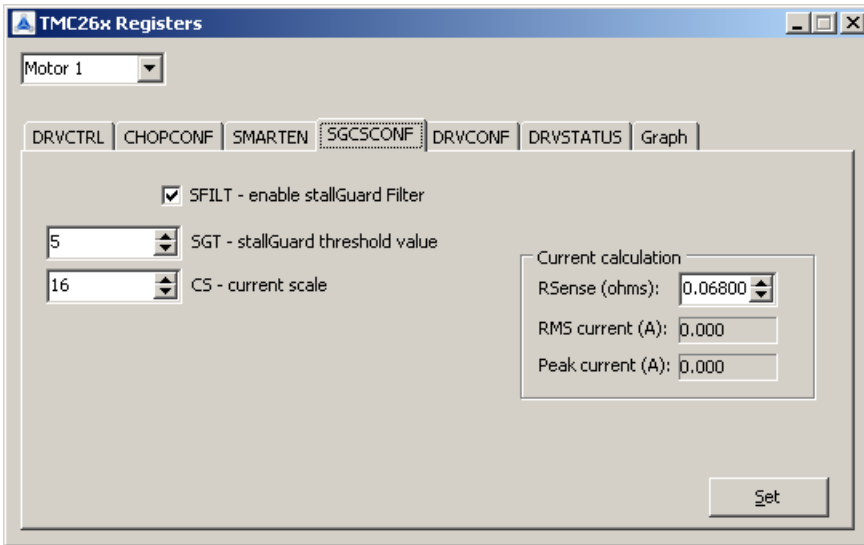 TMC26x Registers
Motor 1
DRVCTRL CHOPCONF SMARTEN SGCSCONF DRVCONF DRVSTATUS Graph
SFILT - enable stallGuard Filter
5 SGT - stallGuard threshold value
16 CS - current scale
Current calculation
RSense (ohms): 0.06800
RMS current (A): 0.000
Peak current (A): 0.000
Set